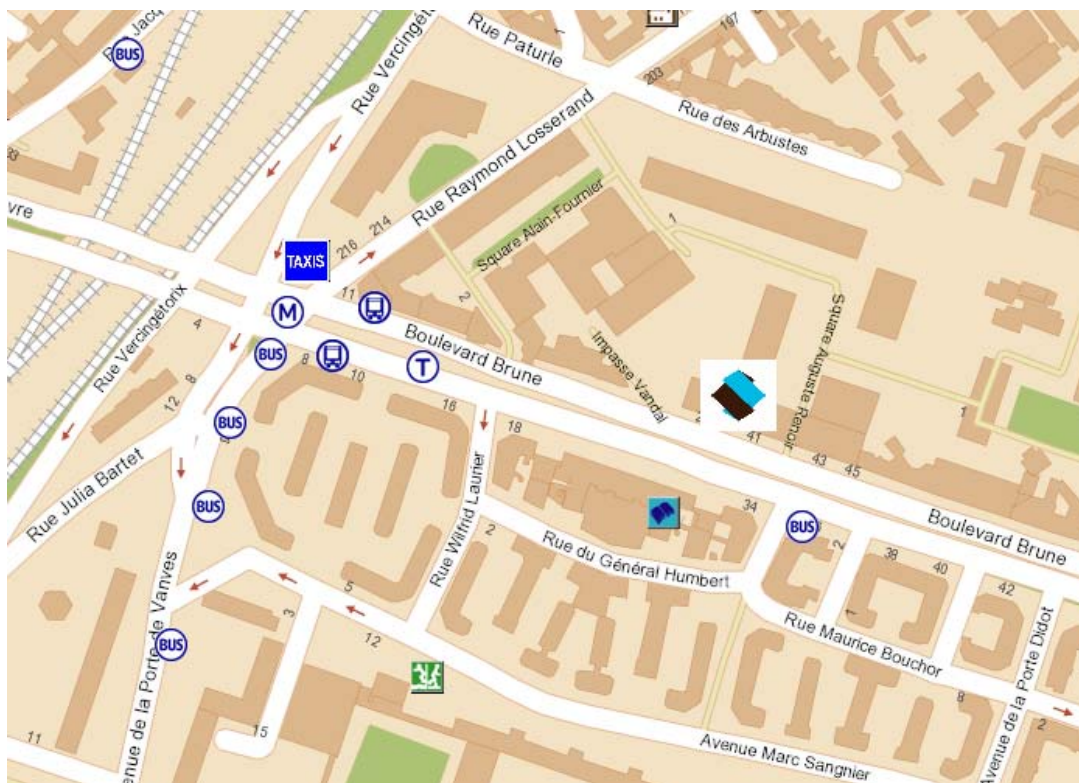 BUS
Rue Vercingétorix
Rue Paturle
1
197
203
Rue des Arbustes
Rue Raymond Losserand
vre
TAXIS
216
214
11
Square Alain-Fournier
2
1
M
Boulevard Brune
Impasse Vandal
Square Auguste Renoir
Rue Vercingétorix
4
BUS
8
10
T
16
8
12
BUS
18
41
43
45
1
Rue Julia Bartet
BUS
Rue Wilfrid Laurier
2
34
BUS
2
Boulevard Brune
38
40
42
Rue du Général Humbert
5
3
12
1
Rue Maurice Bouchor
Avenue de la Porte Didot
8
2
BUS
enue de la Porte de Vanves
15
11
Avenue Marc Sangnier